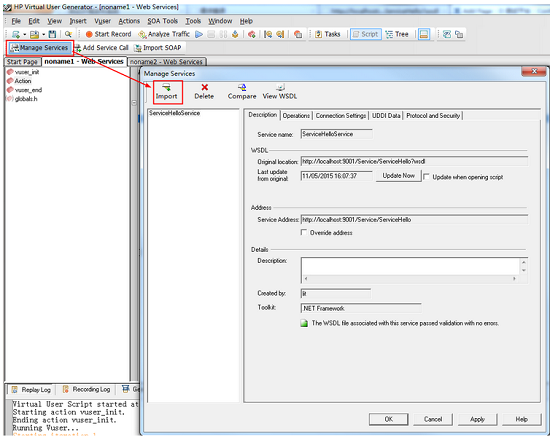 HP Virtual User Generator - [noname1 - Web Services]
File View Insert Vuser Actions SOA Tools Tools Window Help
Start Record Analyze Traffic Tasks Script Tree
Manage Services Add Service Call Import SOAP
Start Page noname1 - Web Services noname2 - Web Services
vuser_init
Action
vuser_end
globals.h
Manage Services
Import Delete Compare View WSDL
ServiceHelloService
Description Operations Connection Settings UDDI Data Protocol and Security
Service name: ServiceHelloService
WSDL
Original location: http://localhost:9001/Service/ServiceHello?wsdl
Last update from original: 11/05/2015 16:07:37 Update Now Update when opening script
Address
Service Address: http://localhost:9001/Service/ServiceHello
Override address
Details
Description:
Created by:
Toolkit: .NET Framework
The WSDL file associated with this service passed validation with no errors.
OK Cancel Apply Help
Replay Log Recording Log
Virtual User Script started at
Starting action vuser_init.
Ending action vuser_init.
Running Vuser...